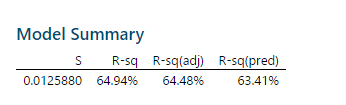 Model Summary
S R-sq R-sq(adj) R-sq(pred)
0.0125880 64.94% 64.48% 63.41%